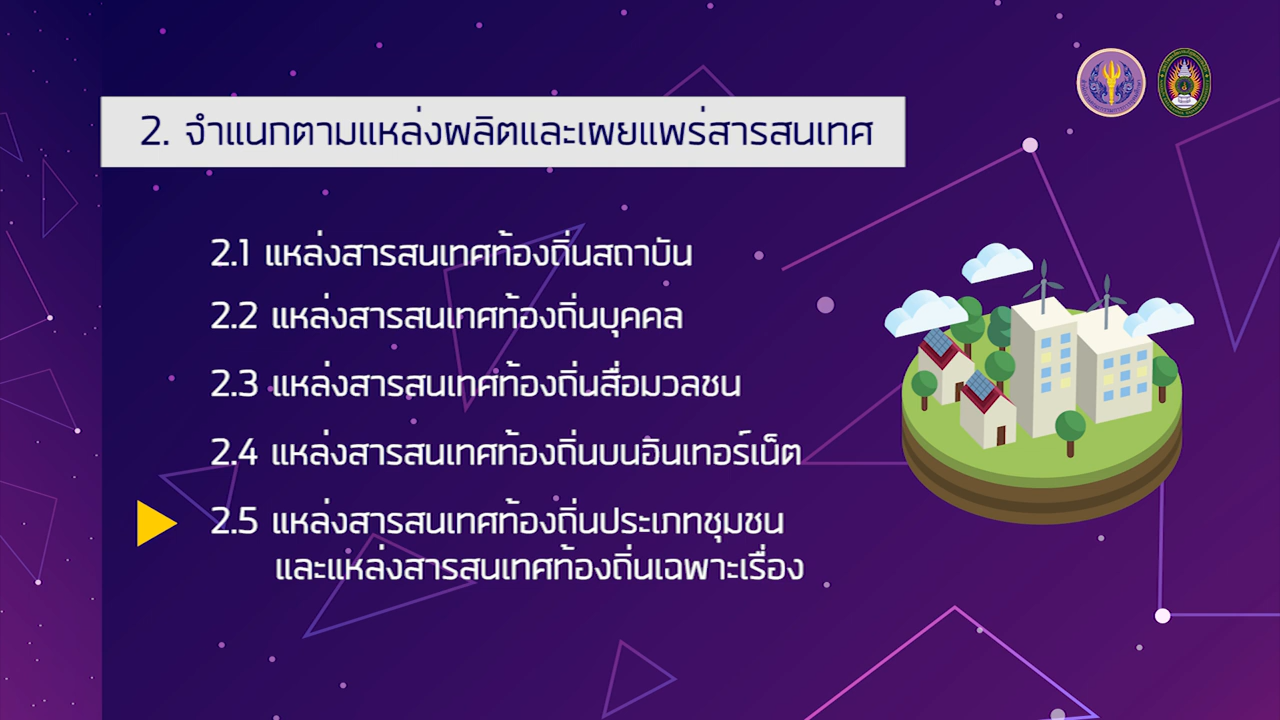 2. จำแนกตามแหล่งผลิตและเผยแพร่สารสนเทศ
2.1 แหล่งสารสนเทศท้องถิ่นสถาบัน
2.2 แหล่งสารสนเทศท้องถิ่นบุคคล
2.3 แหล่งสารสนเทศท้องถิ่นสื่อมวลชน
2.4 แหล่งสารสนเทศท้องถิ่นบนอินเทอร์เน็ต
2.5 แหล่งสารสนเทศท้องถิ่นประเภทชุมชน
และแหล่งสารสนเทศท้องถิ่นเฉพาะเรื่อง